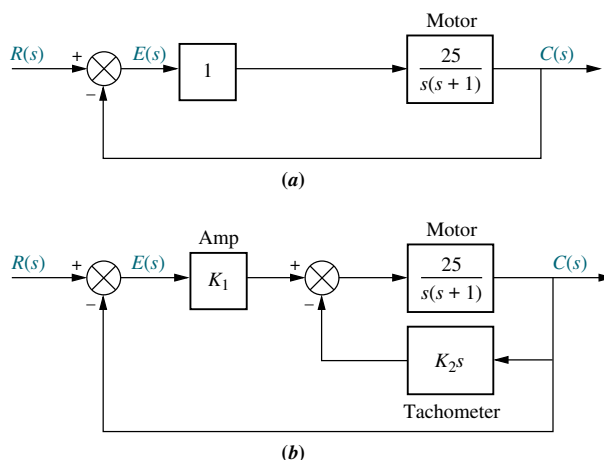 Motor
R(s) + E(s) 1 25 C(s)
s(s + 1)
−
(a)
Motor
Amp
R(s) + E(s) K₁ + 25 C(s)
s(s + 1)
− −
K₂s
Tachometer
(b)